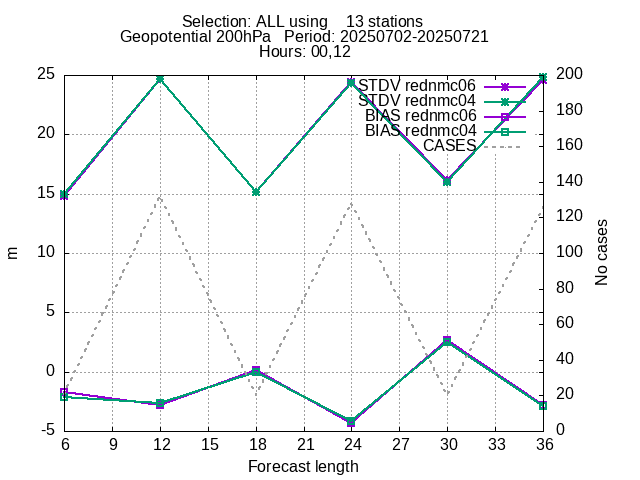 Selection: ALL using    13 stations
Geopotential 200hPa   Period: 20250702-20250721
Hours: 00,12
25
20
15
10
5
0
-5
m
200
180
160
140
120
100
80
60
40
20
0
No cases
STDV rednmc06
STDV rednmc04
BIAS rednmc06
BIAS rednmc04
CASES
6 9 12 15 18 21 24 27 30 33 36
Forecast length